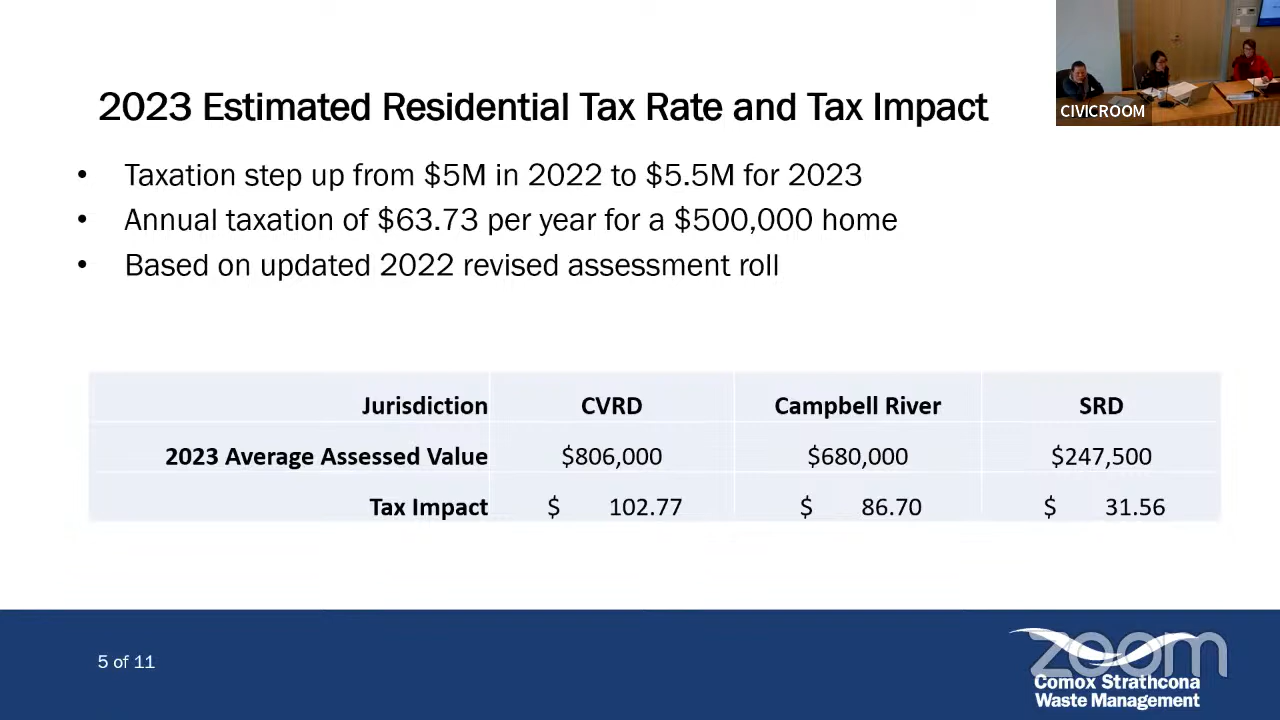 CIVICROOM
2023 Estimated Residential Tax Rate and Tax Impact
• Taxation step up from $5M in 2022 to $5.5M for 2023
• Annual taxation of $63.73 per year for a $500,000 home
• Based on updated 2022 revised assessment roll
Jurisdiction CVRD Campbell River SRD
2023 Average Assessed Value $806,000 $680,000 $247,500
Tax Impact $ 102.77 $ 86.70 $ 31.56
5 of 11
zoom
Comox Strathcona
Waste Management